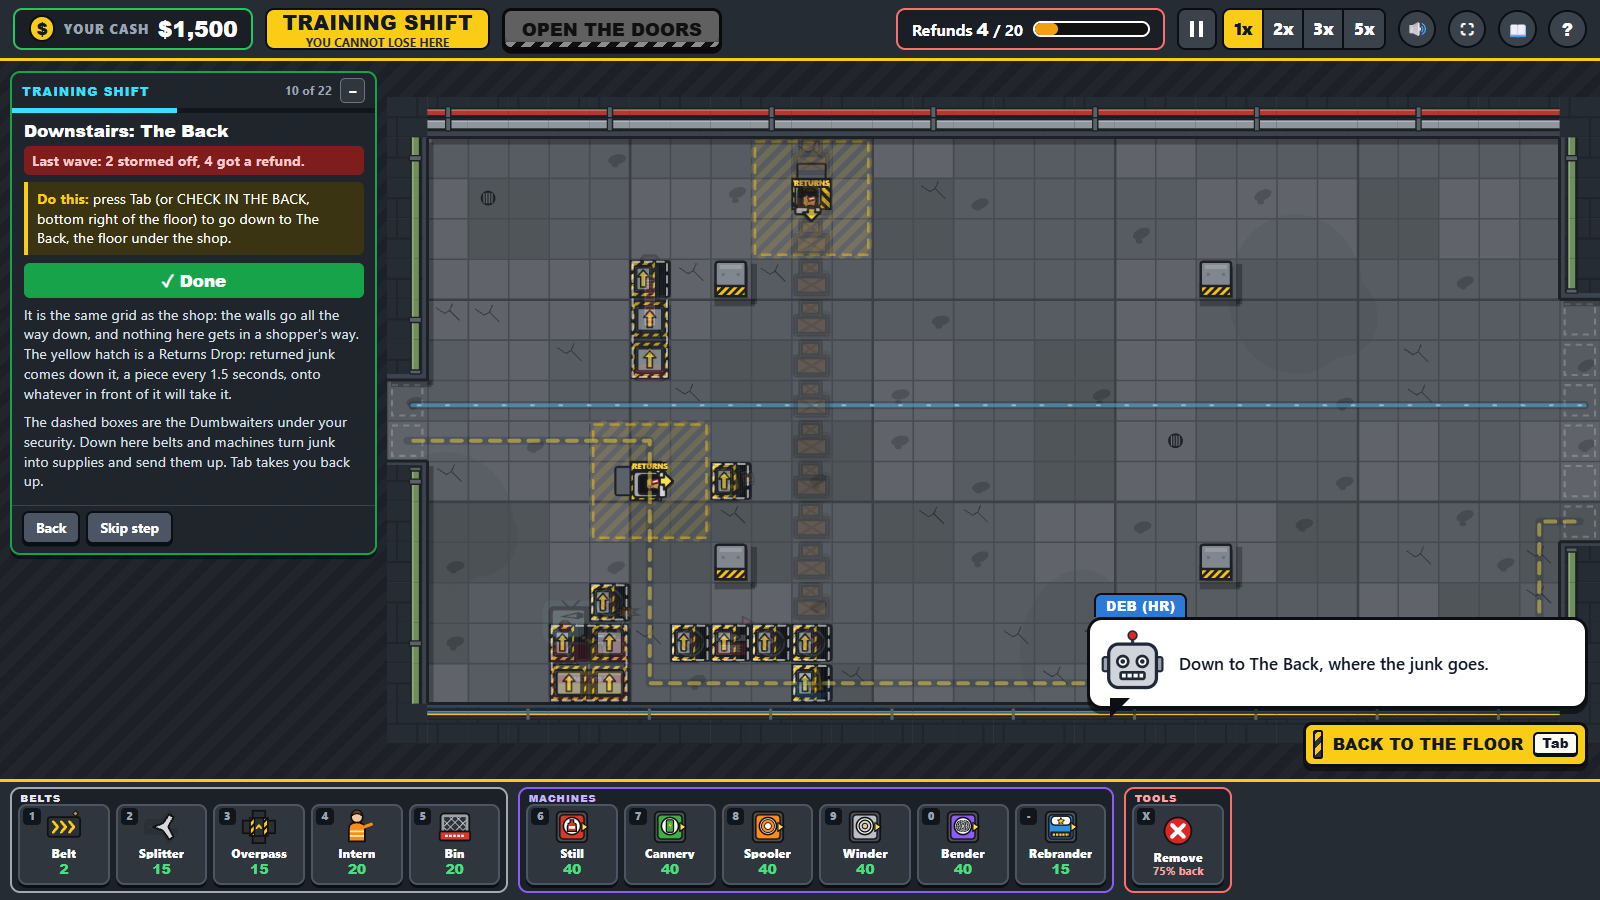 $ YOUR CASH $1,500
TRAINING SHIFT
YOU CANNOT LOSE HERE
OPEN THE DOORS
Refunds 4 / 20
1x 2x 3x 5x ?
TRAINING SHIFT 10 of 22
Downstairs: The Back
Last wave: 2 stormed off, 4 got a refund.
Do this: press Tab (or CHECK IN THE BACK,
bottom right of the floor) to go down to The
Back, the floor under the shop.
✓ Done
It is the same grid as the shop: the walls go all the
way down, and nothing here gets in a shopper's way.
The yellow hatch is a Returns Drop: returned junk
comes down it, a piece every 1.5 seconds, onto
whatever in front of it will take it.
The dashed boxes are the Dumbwaiters under your
security. Down here belts and machines turn junk
into supplies and send them up. Tab takes you back
up.
Back Skip step
RETURNS
RETURNS
DEB (HR)
Down to The Back, where the junk goes.
BACK TO THE FLOOR Tab
BELTS
1 Belt 2
2 Splitter 15
3 Overpass 15
4 Intern 20
5 Bin 20
MACHINES
6 Still 40
7 Cannery 40
8 Spooler 40
9 Winder 40
0 Bender 40
- Rebrander 15
TOOLS
X Remove 75% back